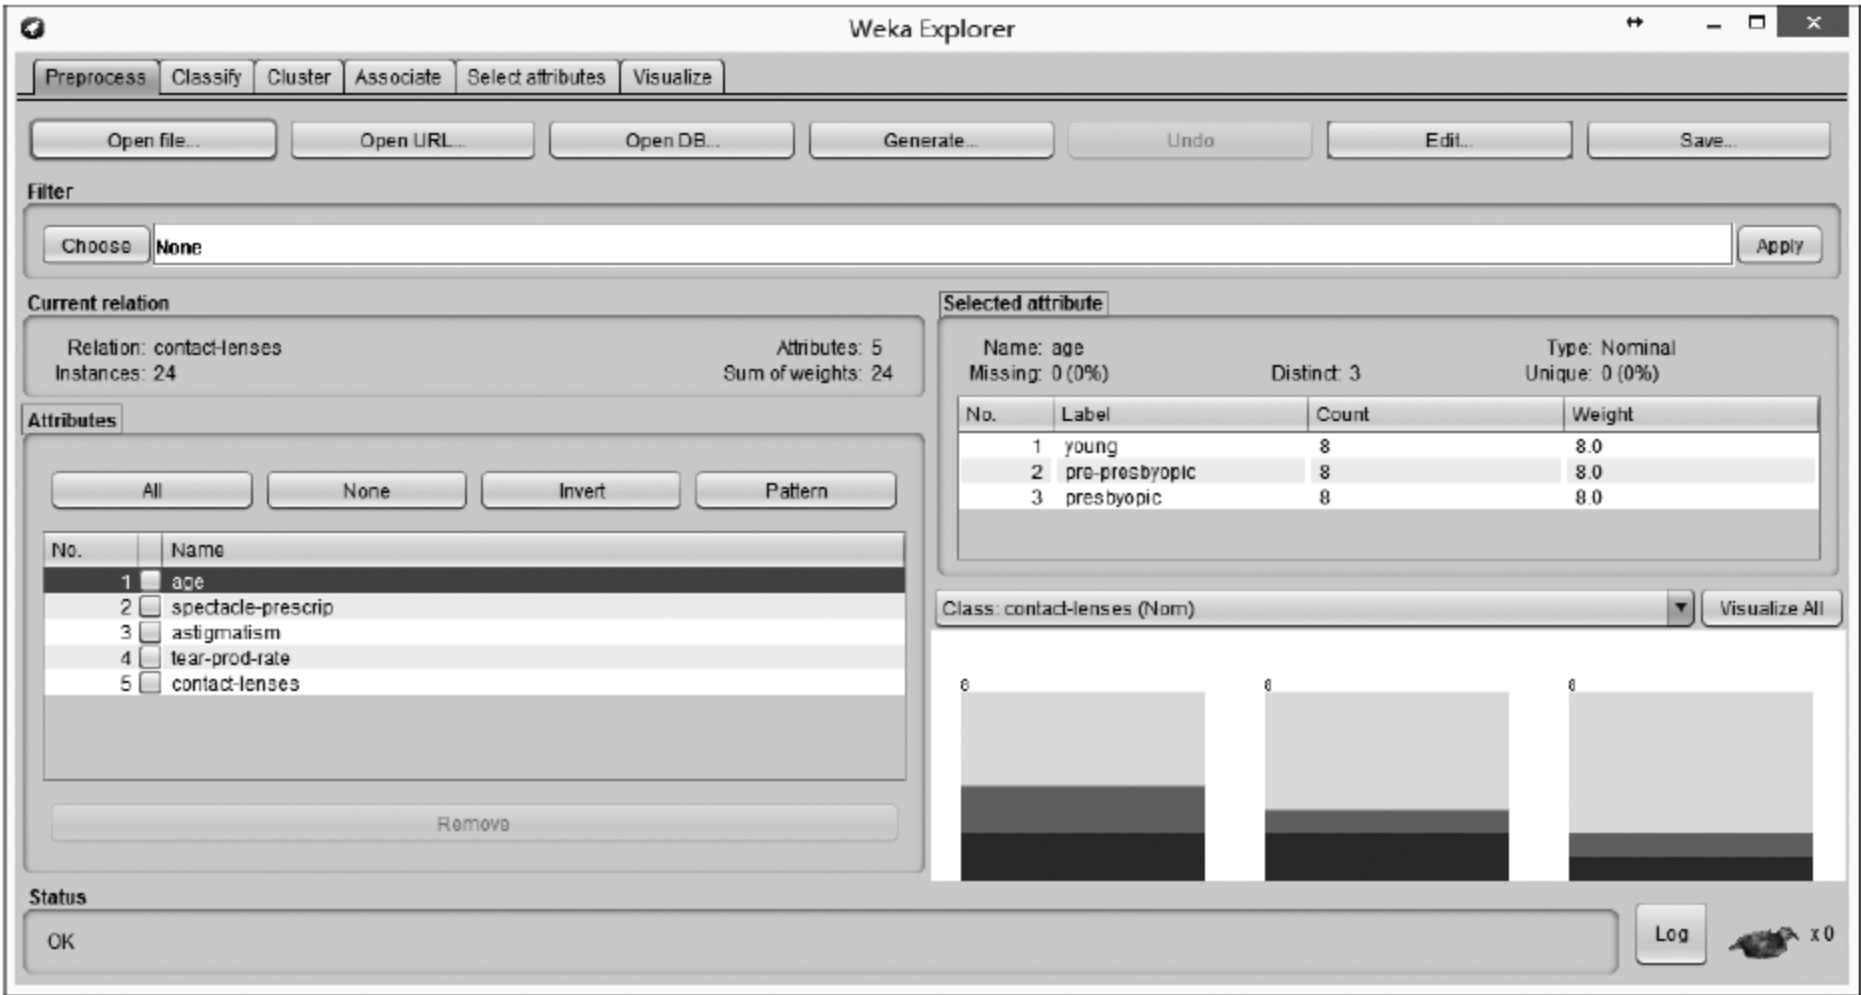 Weka Explorer
Preprocess Classify Cluster Associate Select attributes Visualize
Open file... Open URL... Open DB... Generate... Undo Edit... Save...
Filter
Choose None Apply
Current relation
Relation: contact-lenses Attributes: 5
Instances: 24 Sum of weights: 24
Selected attribute
Name: age Type: Nominal
Missing: 0 (0%) Distinct: 3 Unique: 0 (0%)
No. Label Count Weight
1 young 8 8.0
2 pre-presbyopic 8 8.0
3 presbyopic 8 8.0
Attributes
All None Invert Pattern
No. Name
1 age
2 spectacle-prescrip
3 astigmatism
4 tear-prod-rate
5 contact-lenses
Remove
Class: contact-lenses (Nom) Visualize All
8 8 8
Status
OK
Log x 0